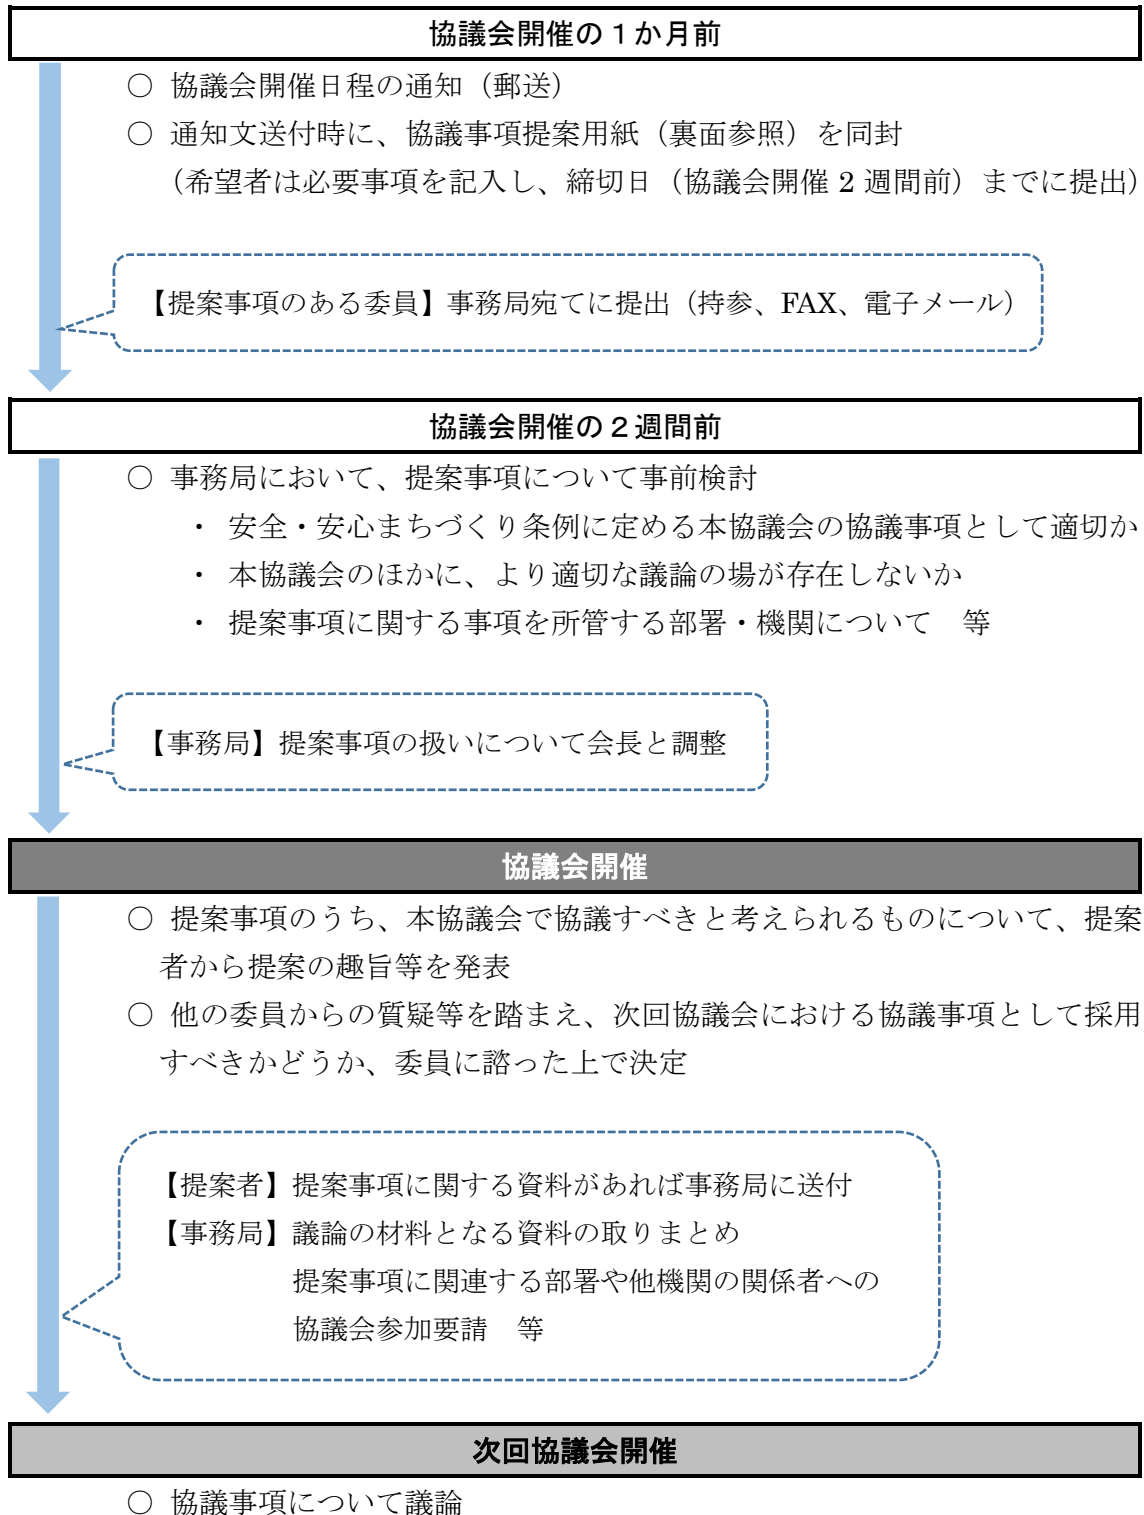 協議会開催の１か月前
○ 協議会開催日程の通知（郵送）
○ 通知文送付時に、協議事項提案用紙（裏面参照）を同封
（希望者は必要事項を記入し、締切日（協議会開催 2 週間前）までに提出）
【提案事項のある委員】事務局宛てに提出（持参、FAX、電子メール）
協議会開催の２週間前
○ 事務局において、提案事項について事前検討
・ 安全・安心まちづくり条例に定める本協議会の協議事項として適切か
・ 本協議会のほかに、より適切な議論の場が存在しないか
・ 提案事項に関する事項を所管する部署・機関について　等
【事務局】提案事項の扱いについて会長と調整
協議会開催
○ 提案事項のうち、本協議会で協議すべきと考えられるものについて、提案
者から提案の趣旨等を発表
○ 他の委員からの質疑等を踏まえ、次回協議会における協議事項として採用
すべきかどうか、委員に諮った上で決定
【提案者】提案事項に関する資料があれば事務局に送付
【事務局】議論の材料となる資料の取りまとめ
提案事項に関連する部署や他機関の関係者への
協議会参加要請　等
次回協議会開催
○ 協議事項について議論